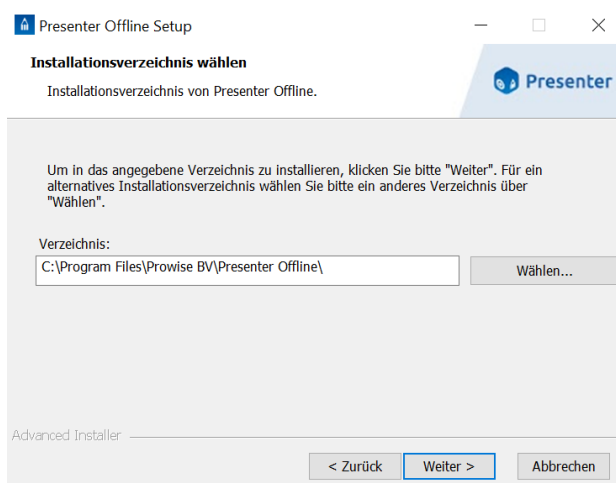 Presenter Offline Setup
Installationsverzeichnis wählen
Installationsverzeichnis von Presenter Offline.
Presenter
Um in das angegebene Verzeichnis zu installieren, klicken Sie bitte "Weiter". Für ein
alternatives Installationsverzeichnis wählen Sie bitte ein anderes Verzeichnis über
"Wählen".
Verzeichnis:
C:\Program Files\Prowise BV\Presenter Offline\
Wählen...
Advanced Installer
< Zurück
Weiter >
Abbrechen